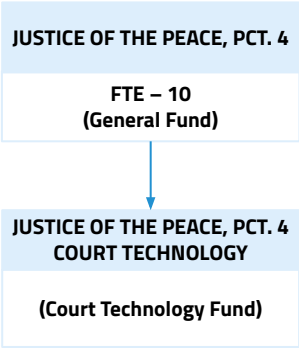 JUSTICE OF THE PEACE, PCT. 4
FTE – 10
(General Fund)
JUSTICE OF THE PEACE, PCT. 4
COURT TECHNOLOGY
(Court Technology Fund)